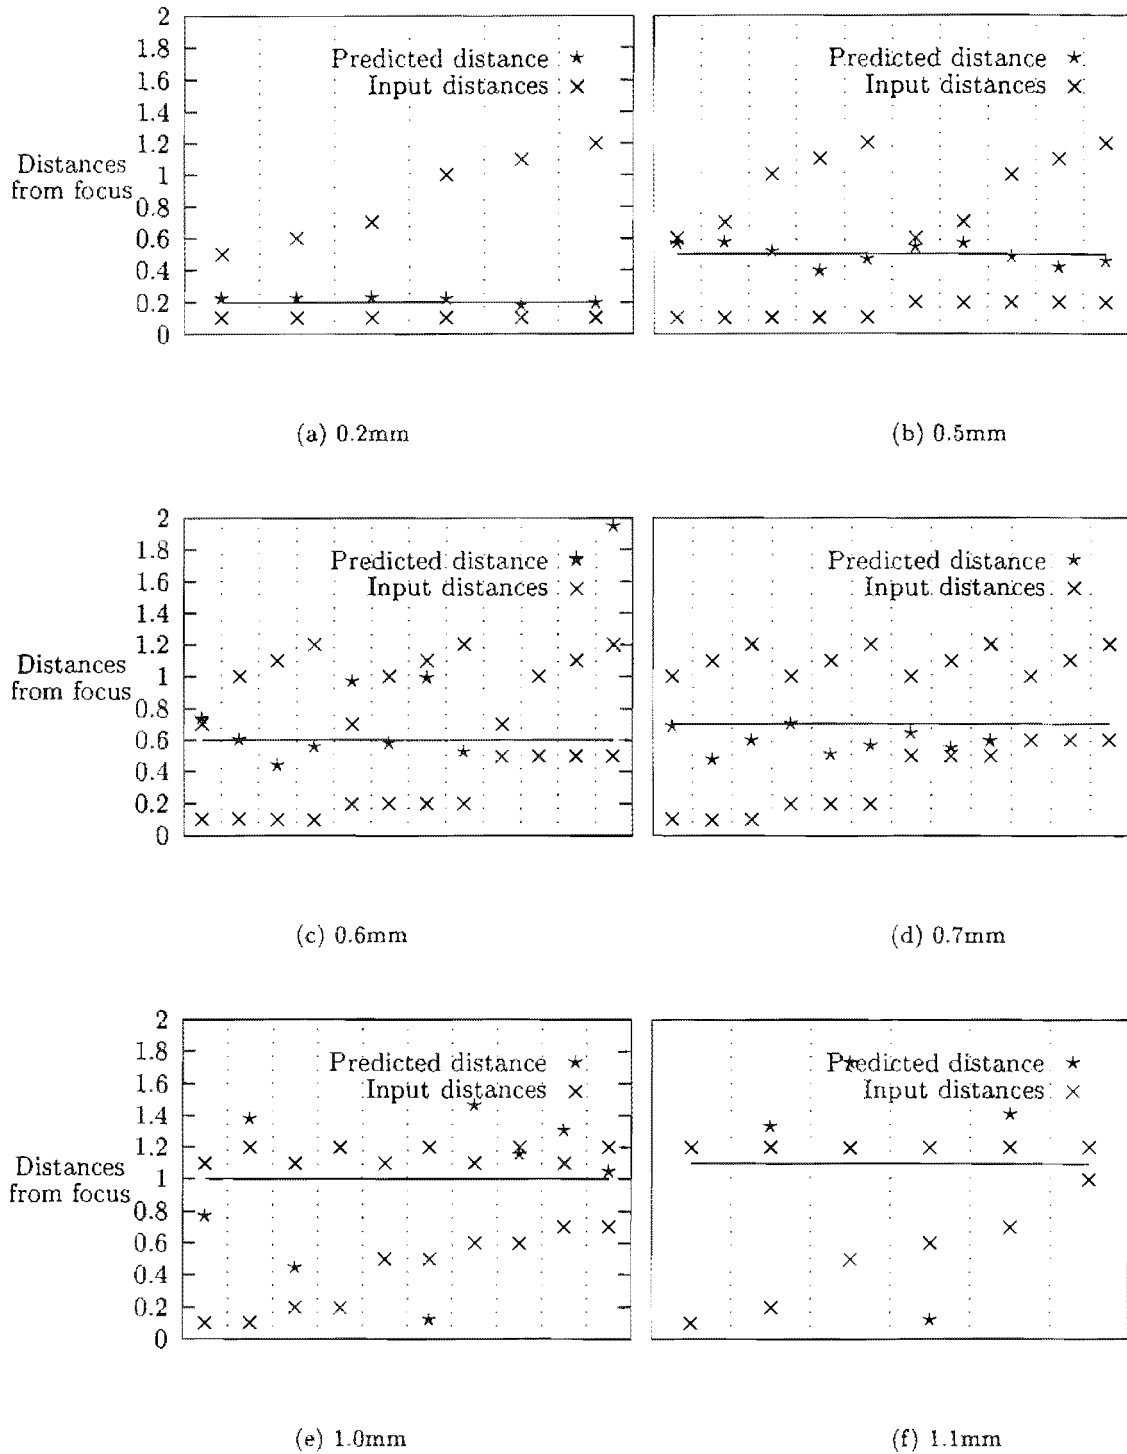 2
1.8
1.6
1.4
1.2
1
0.8
0.6
0.4
0.2
0
Distances
from focus
Predicted distance
Input distances
Predicted distance
Input distances
(a) 0.2mm
(b) 0.5mm
2
1.8
1.6
1.4
1.2
1
0.8
0.6
0.4
0.2
0
Distances
from focus
Predicted distance
Input distances
Predicted distance
Input distances
(c) 0.6mm
(d) 0.7mm
2
1.8
1.6
1.4
1.2
1
0.8
0.6
0.4
0.2
0
Distances
from focus
Predicted distance
Input distances
Predicted distance
Input distances
(e) 1.0mm
(f) 1.1mm